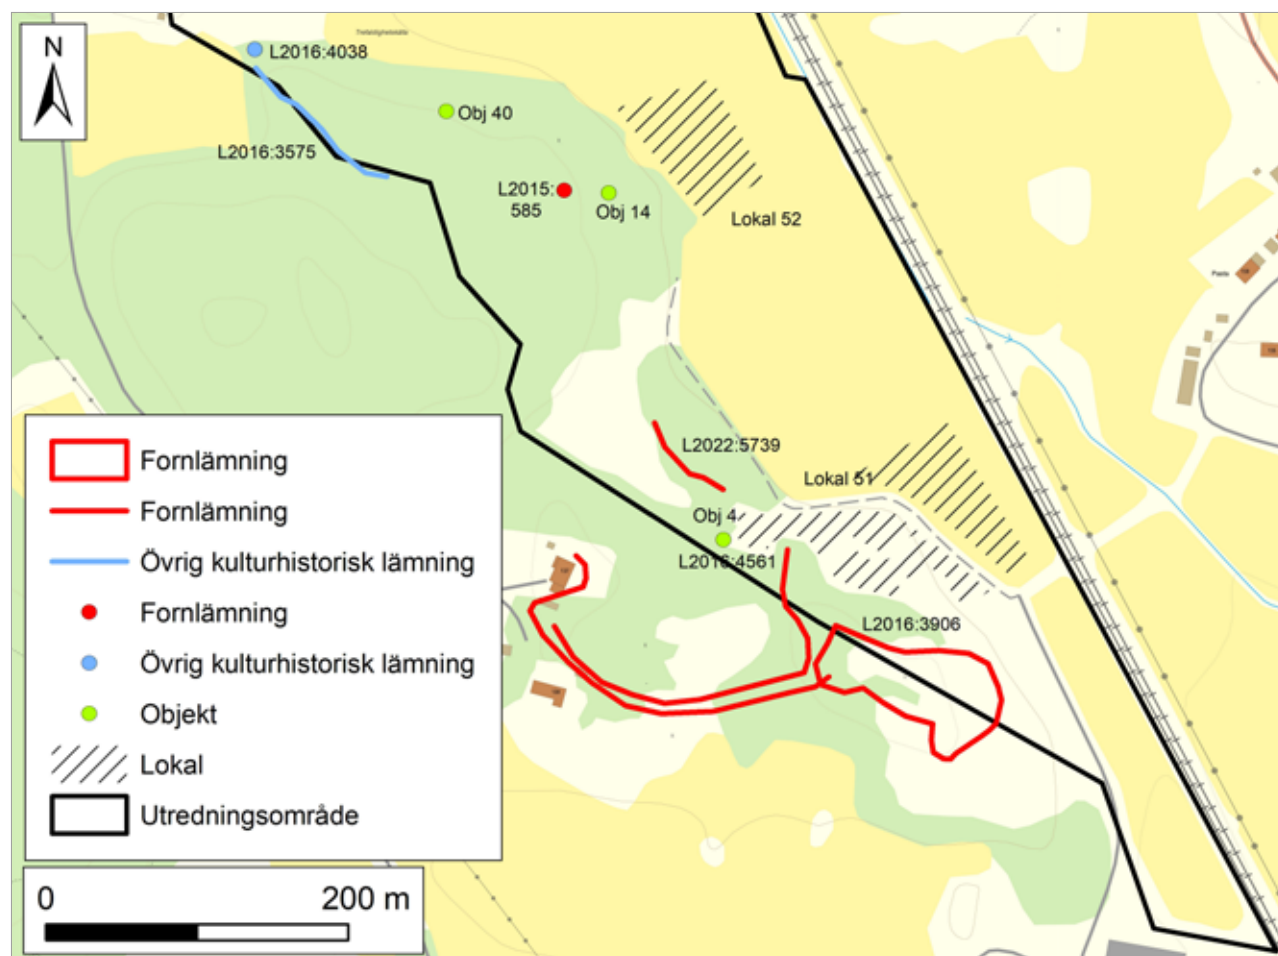 N
Trefaldighetskälla
L2016:4038
Obj 40
L2016:3575
L2015:
585
Obj 14
Lokal 52
L2022:5739
Lokal 51
Obj 4
L2016:4561
L2016:3906
Fornlämning
Fornlämning
Övrig kulturhistorisk lämning
Fornlämning
Övrig kulturhistorisk lämning
Objekt
Lokal
Utredningsområde
0
200 m